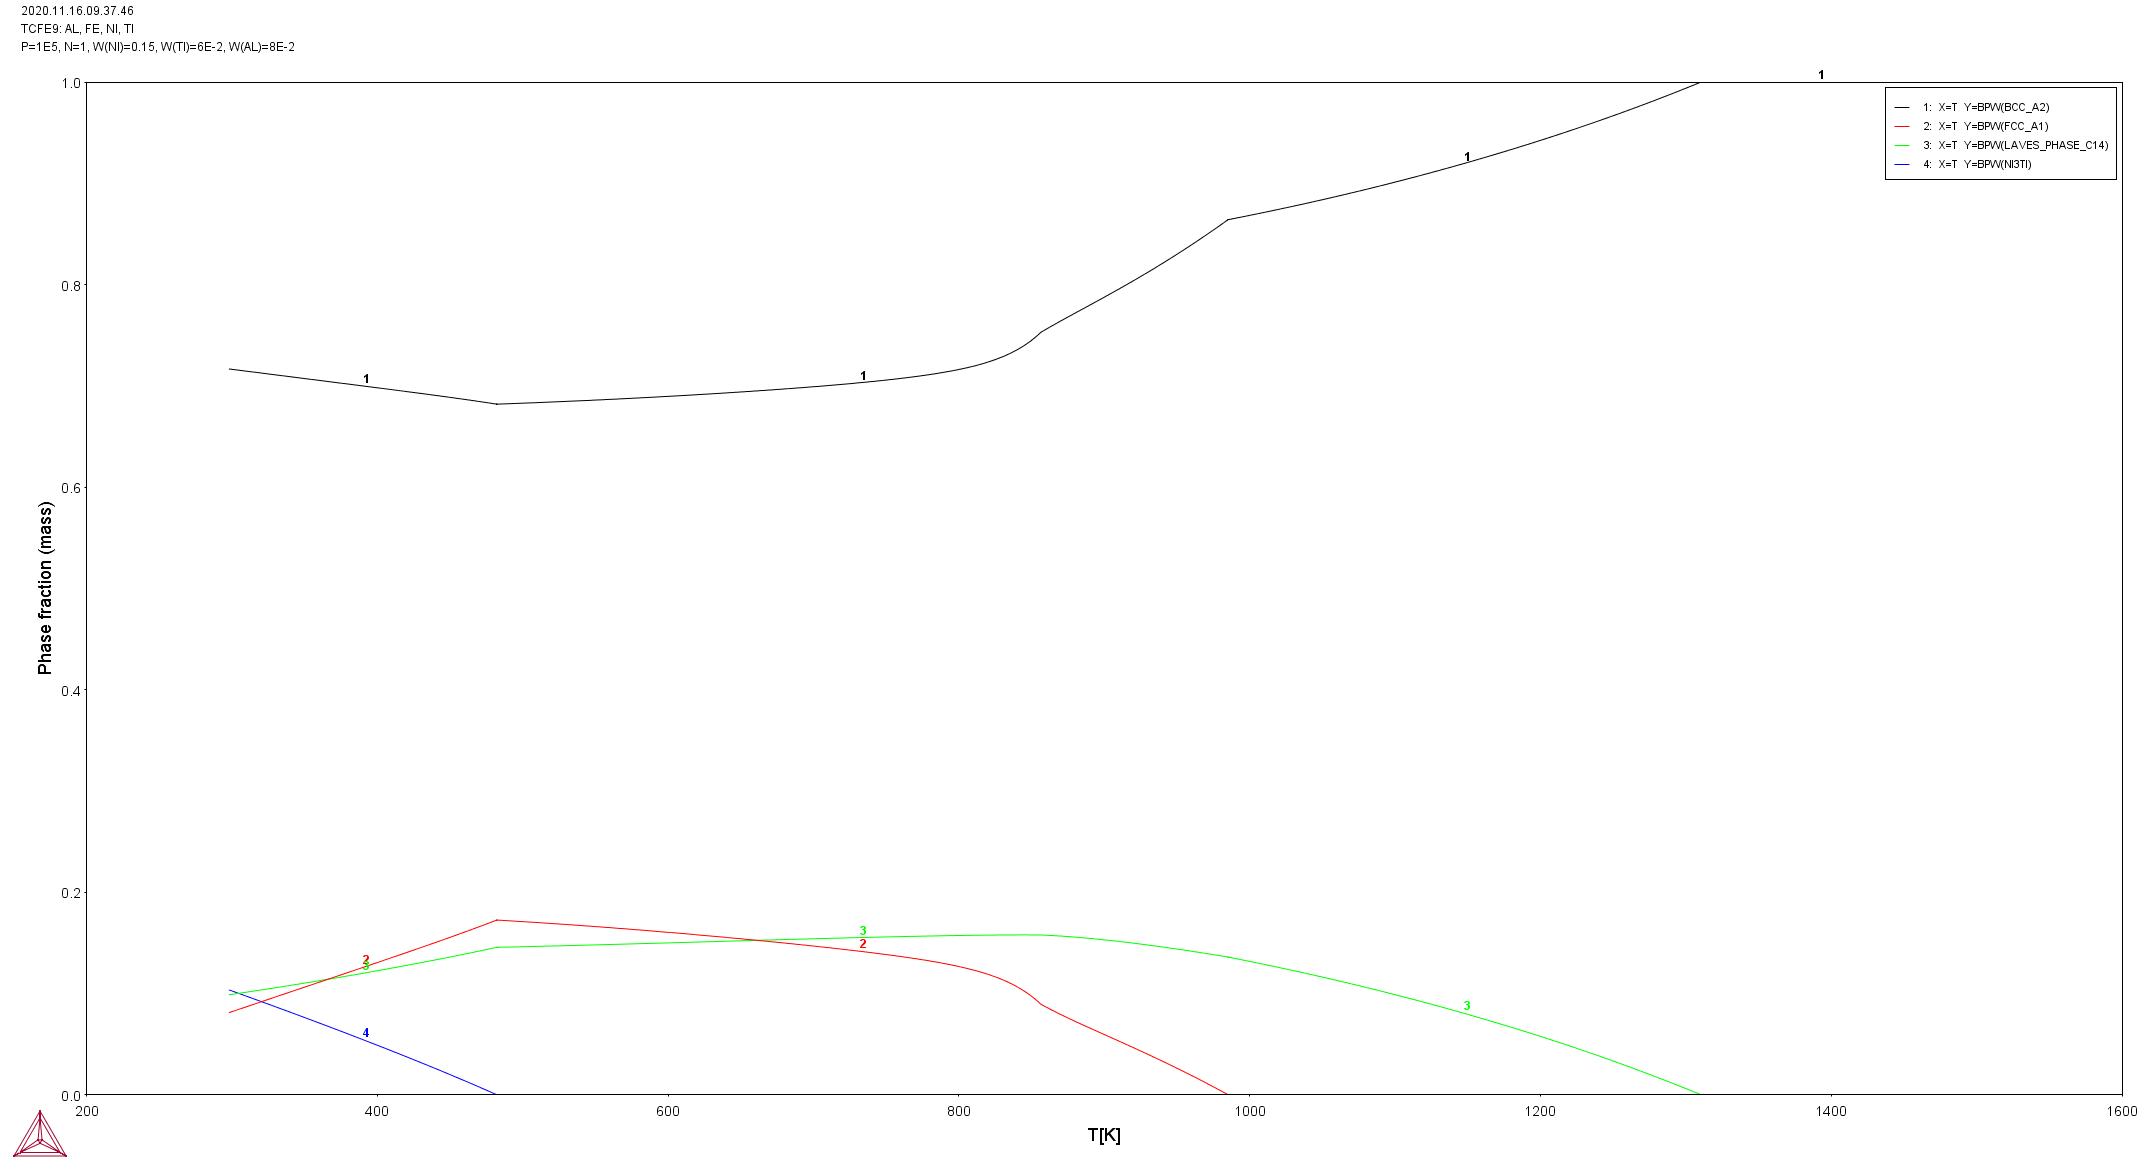 2020.11.16.09.37.46
TCFE9: AL, FE, NI, TI
P=1E5, N=1, W(NI)=0.15, W(TI)=6E-2, W(AL)=8E-2
1
1.0
1: X=T Y=BPW(BCC_A2)
2: X=T Y=BPW(FCC_A1)
3: X=T Y=BPW(LAVES_PHASE_C14)
4: X=T Y=BPW(NI3TI)
1
0.8
1
1
0.6
Phase fraction (mass)
0.4
0.2
3
2
2
3
3
4
0.0
200 400 600 800 1000 1200 1400 1600
T[K]